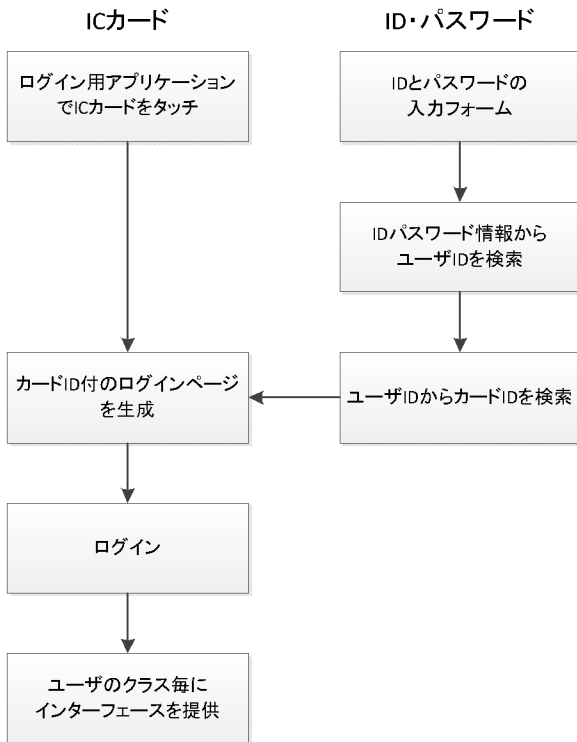 ICカード
ID・パスワード
ログイン用アプリケーション
でICカードをタッチ
IDとパスワードの
入力フォーム
IDパスワード情報から
ユーザIDを検索
カードID付のログインページ
を生成
ユーザIDからカードIDを検索
ログイン
ユーザのクラス毎に
インターフェースを提供